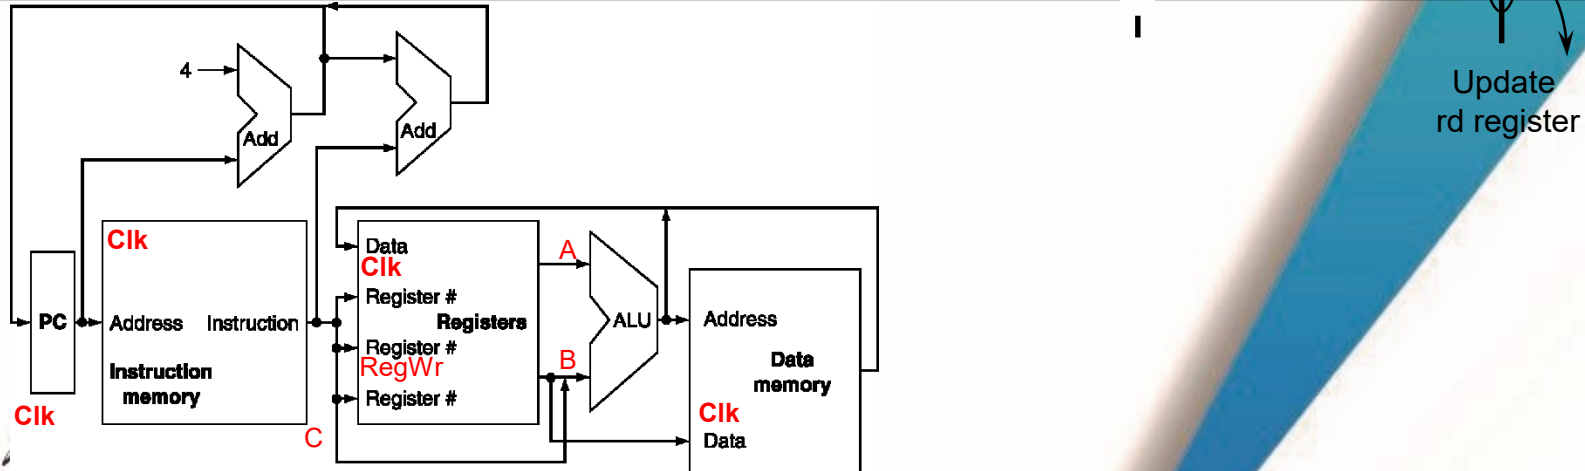 4
Add
Add
Clk
PC
Address
Instruction
Instruction
memory
Clk
C
Data
Clk
Register #
Registers
Register #
RegWr
Register #
A
B
ALU
Address
Data
memory
Clk
Data
I
Update
rd register